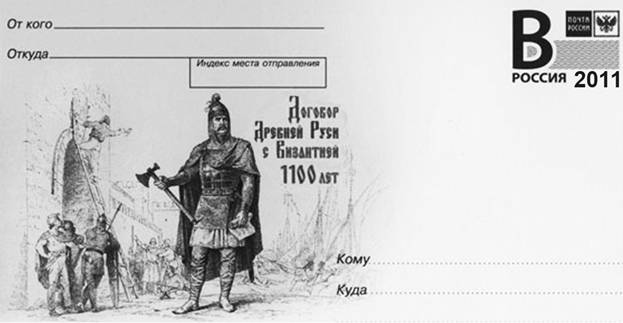 От кого
Откуда
Индекс места отправления
В
ПОЧТА
РОССИИ
РОССИЯ 2011
Договор
Древней Руси
с Византией
1100 лет
Кому
Куда